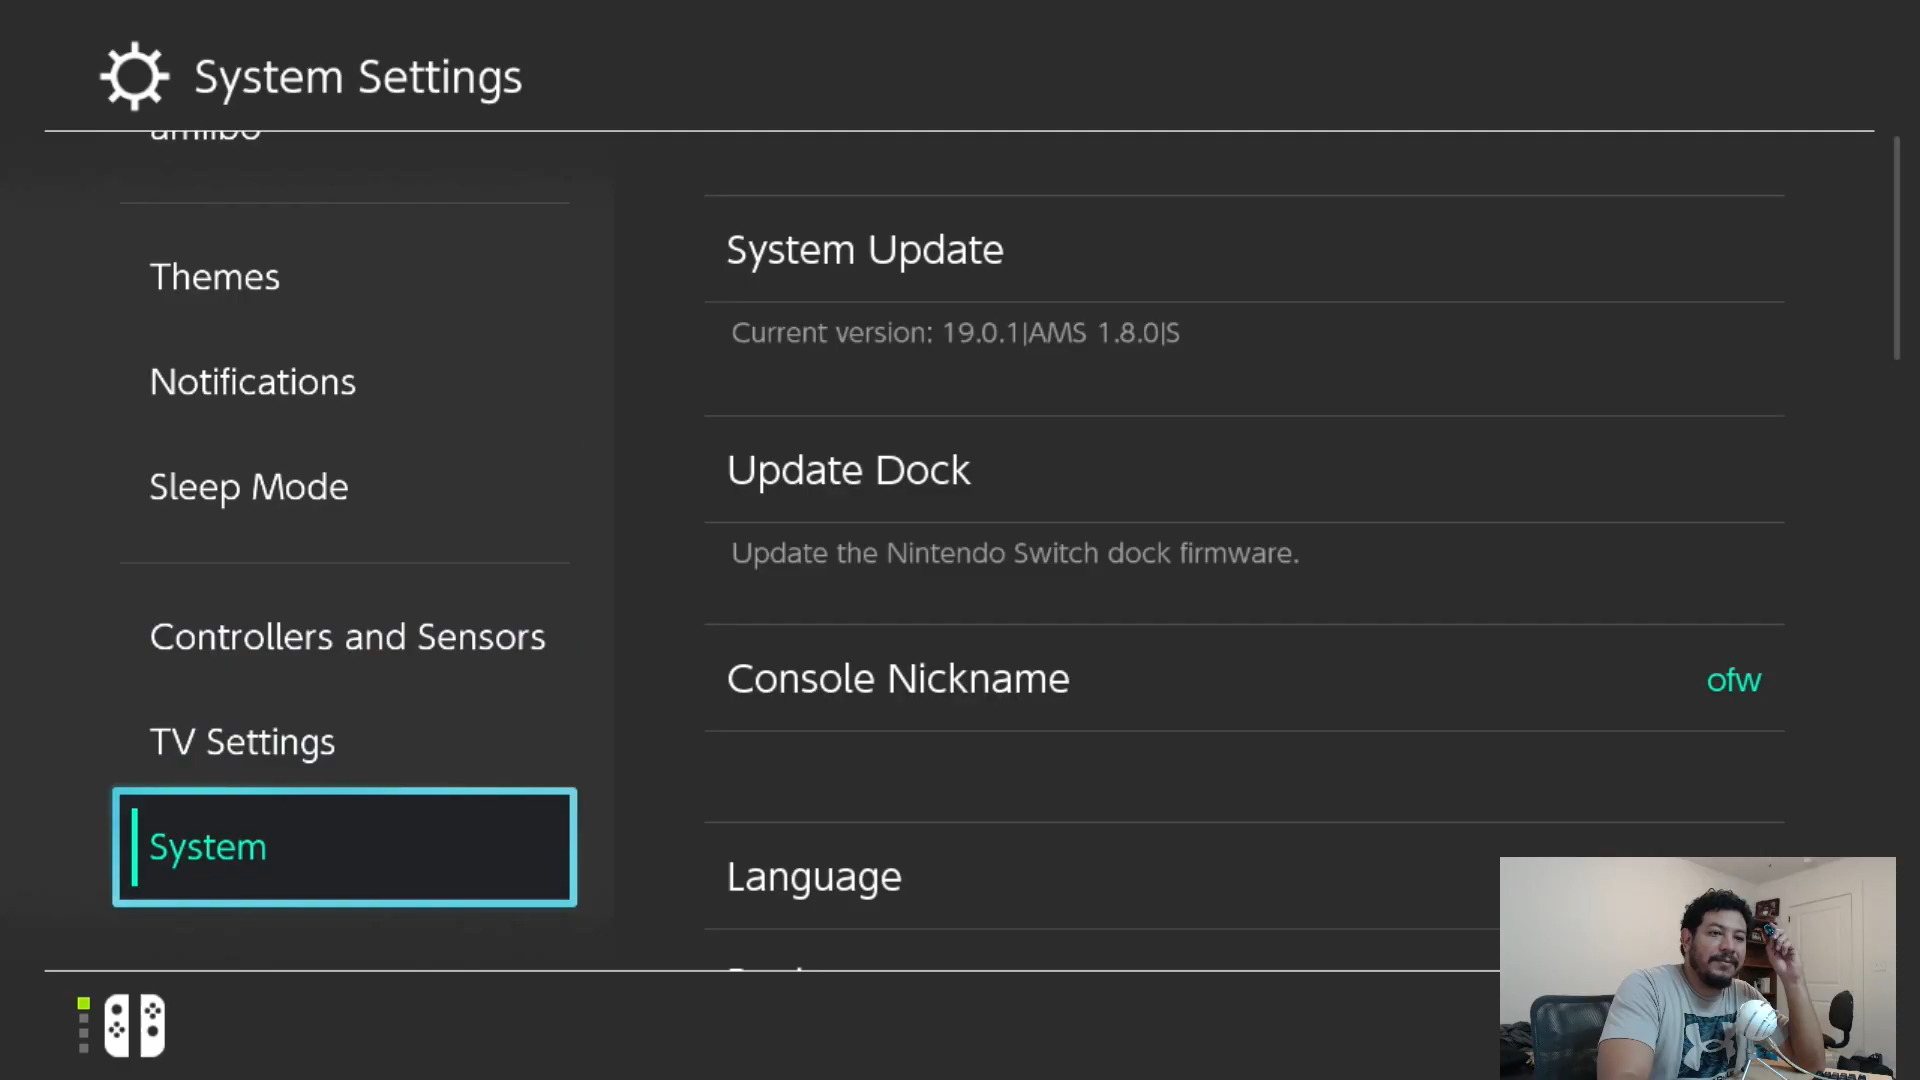 System Settings
amiibo
Themes
Notifications
Sleep Mode
Controllers and Sensors
TV Settings
System
System Update
Current version: 19.0.1|AMS 1.8.0|S
Update Dock
Update the Nintendo Switch dock firmware.
Console Nickname
ofw
Language